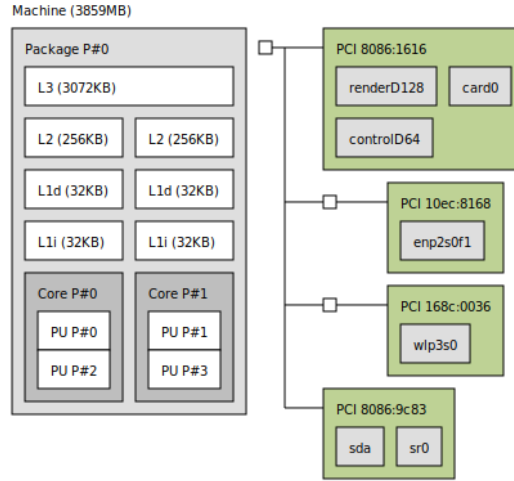 Machine (3859MB)
Package P#0
L3 (3072KB)
L2 (256KB) L2 (256KB)
L1d (32KB) L1d (32KB)
L1i (32KB) L1i (32KB)
Core P#0 Core P#1
PU P#0 PU P#1
PU P#2 PU P#3
PCI 8086:1616
renderD128 card0
controlD64
PCI 10ec:8168
enp2s0f1
PCI 168c:0036
wlp3s0
PCI 8086:9c83
sda sr0